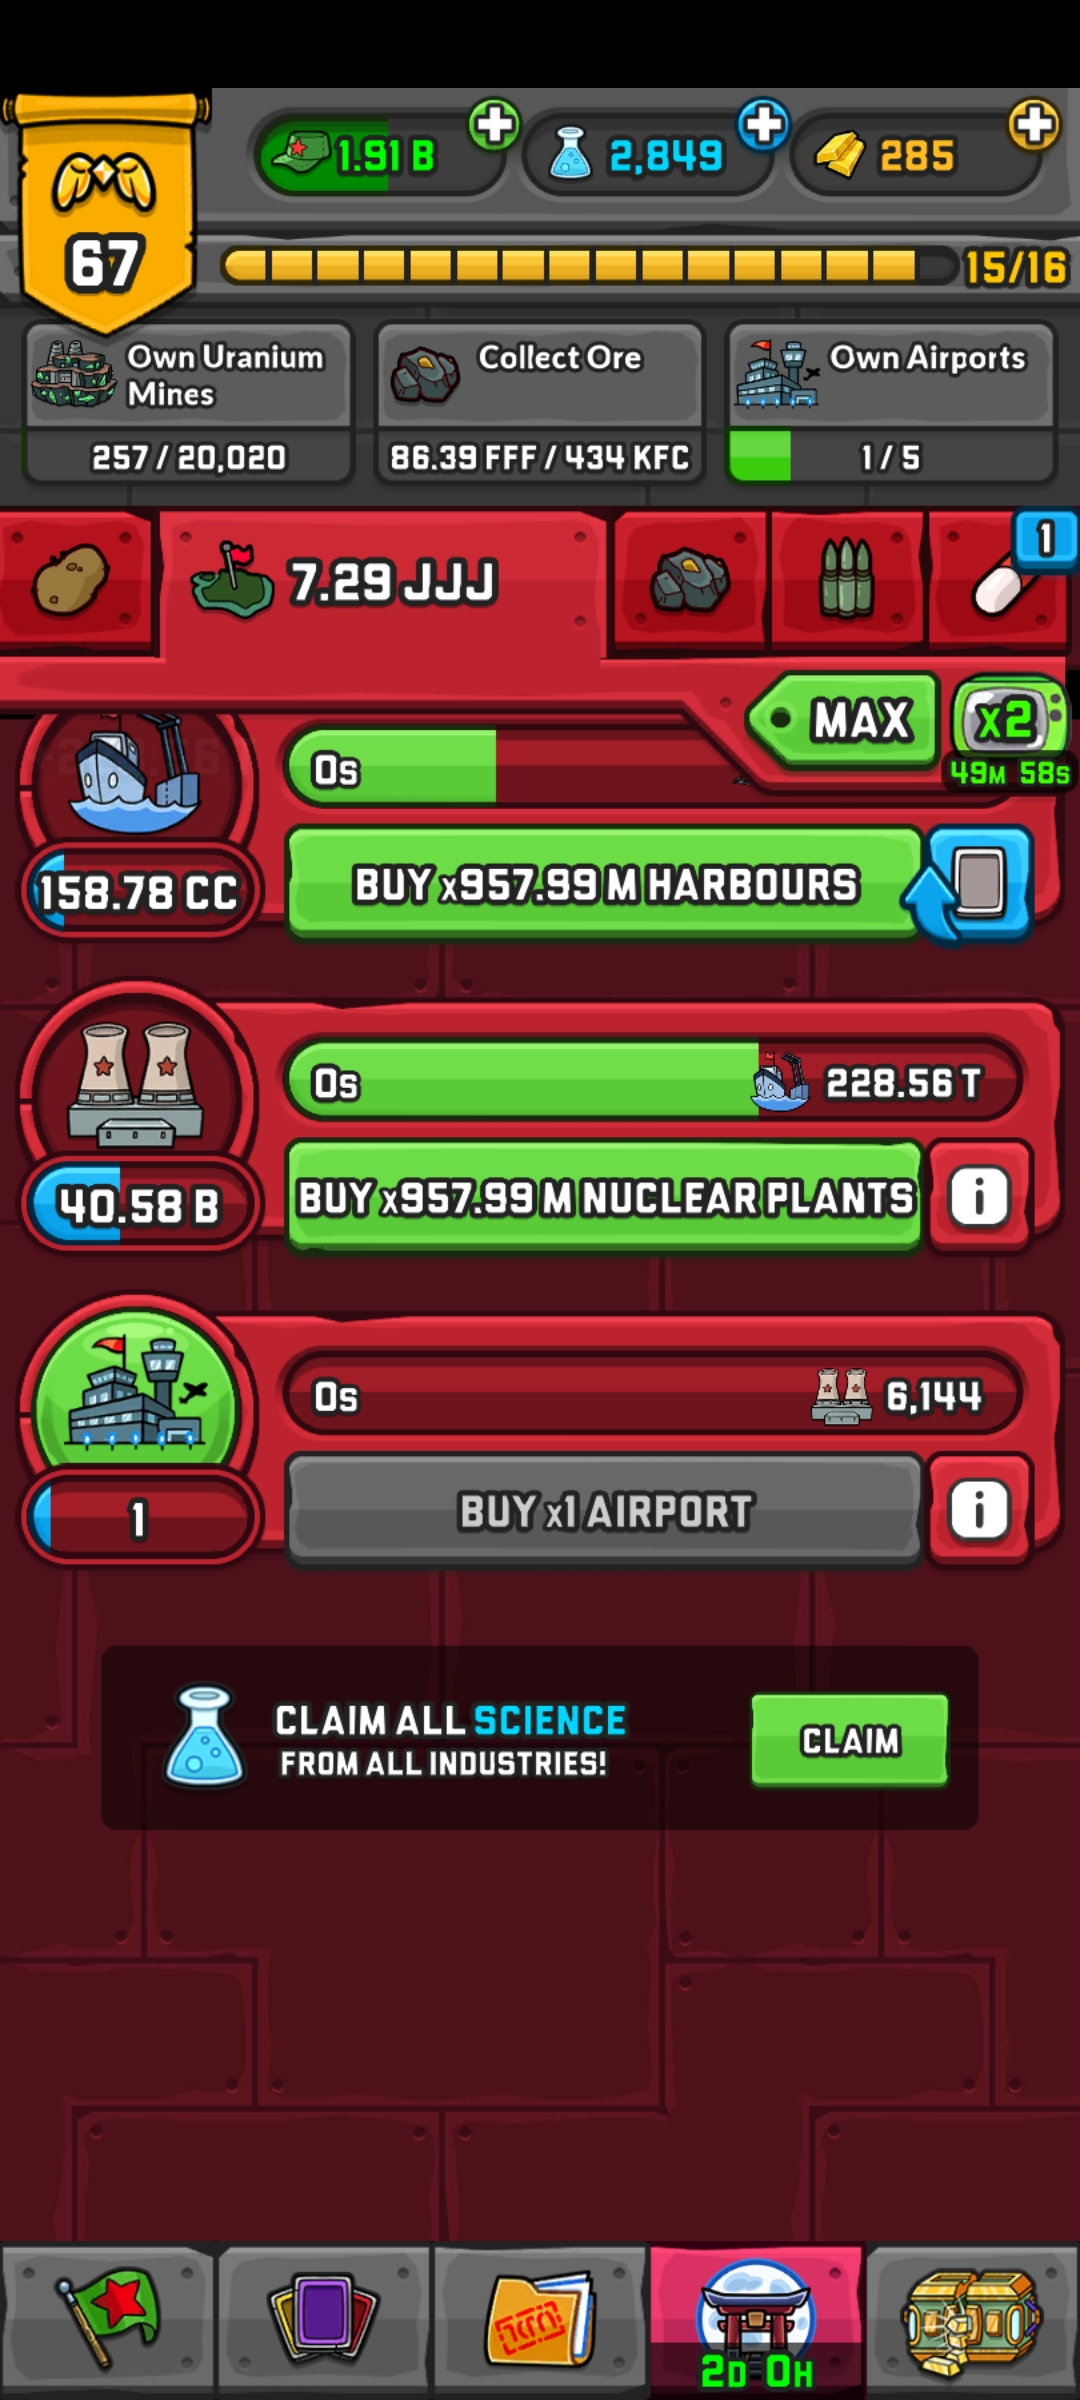 67
1.91 B
2,849
285
15/16
Own Uranium
Mines
257 / 20,020
Collect Ore
86.39 FFF / 434 KFC
Own Airports
1 / 5
7.29 JJJ
1
MAX
x2
49M 58S
0s
158.78 CC
BUY x957.99 M HARBOURS
0s
228.56 T
40.58 B
BUY x957.99 M NUCLEAR PLANTS
i
0s
6,144
1
BUY x1 AIRPORT
i
CLAIM ALL SCIENCE
FROM ALL INDUSTRIES!
CLAIM
2D 0H